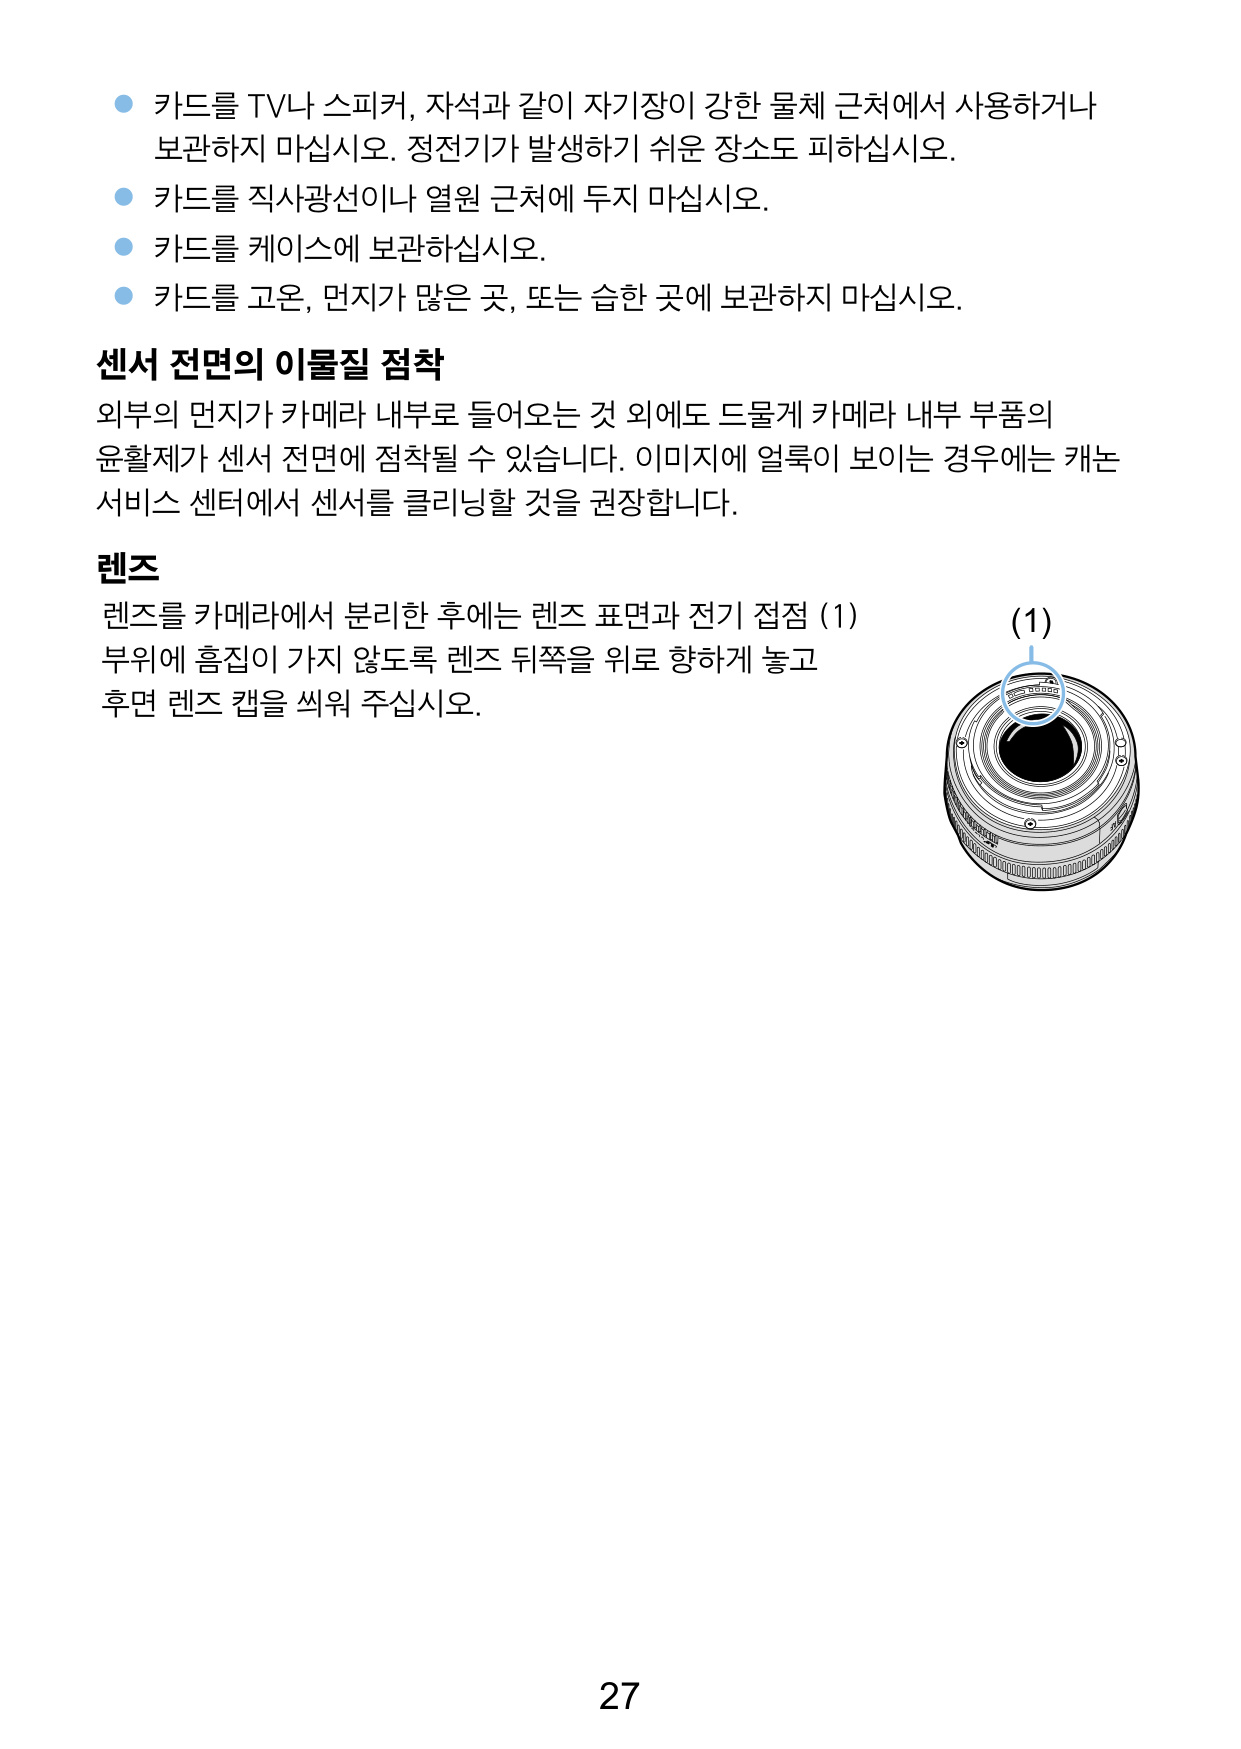 카드를 TV나 스피커, 자석과 같이 자기장이 강한 물체 근처에서 사용하거나
보관하지 마십시오. 정전기가 발생하기 쉬운 장소도 피하십시오.
카드를 직사광선이나 열원 근처에 두지 마십시오.
카드를 케이스에 보관하십시오.
카드를 고온, 먼지가 많은 곳, 또는 습한 곳에 보관하지 마십시오.
센서 전면의 이물질 점착
외부의 먼지가 카메라 내부로 들어오는 것 외에도 드물게 카메라 내부 부품의
윤활제가 센서 전면에 점착될 수 있습니다. 이미지에 얼룩이 보이는 경우에는 캐논
서비스 센터에서 센서를 클리닝할 것을 권장합니다.
렌즈
렌즈를 카메라에서 분리한 후에는 렌즈 표면과 전기 접점 (1)
부위에 흠집이 가지 않도록 렌즈 뒤쪽을 위로 향하게 놓고
후면 렌즈 캡을 씌워 주십시오.
(1)
27